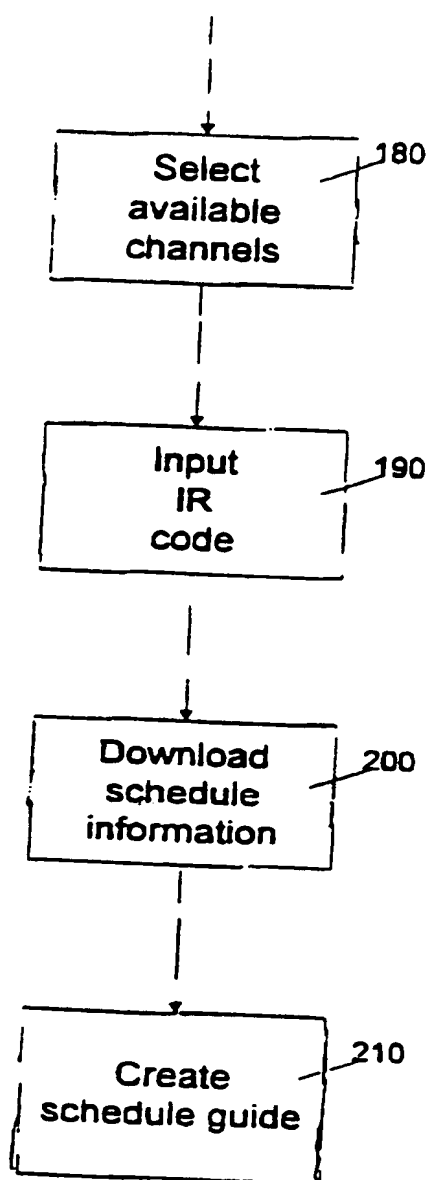 Select
available
channels
180
Input
IR
code
190
Download
schedule
information
200
Create
schedule guide
210